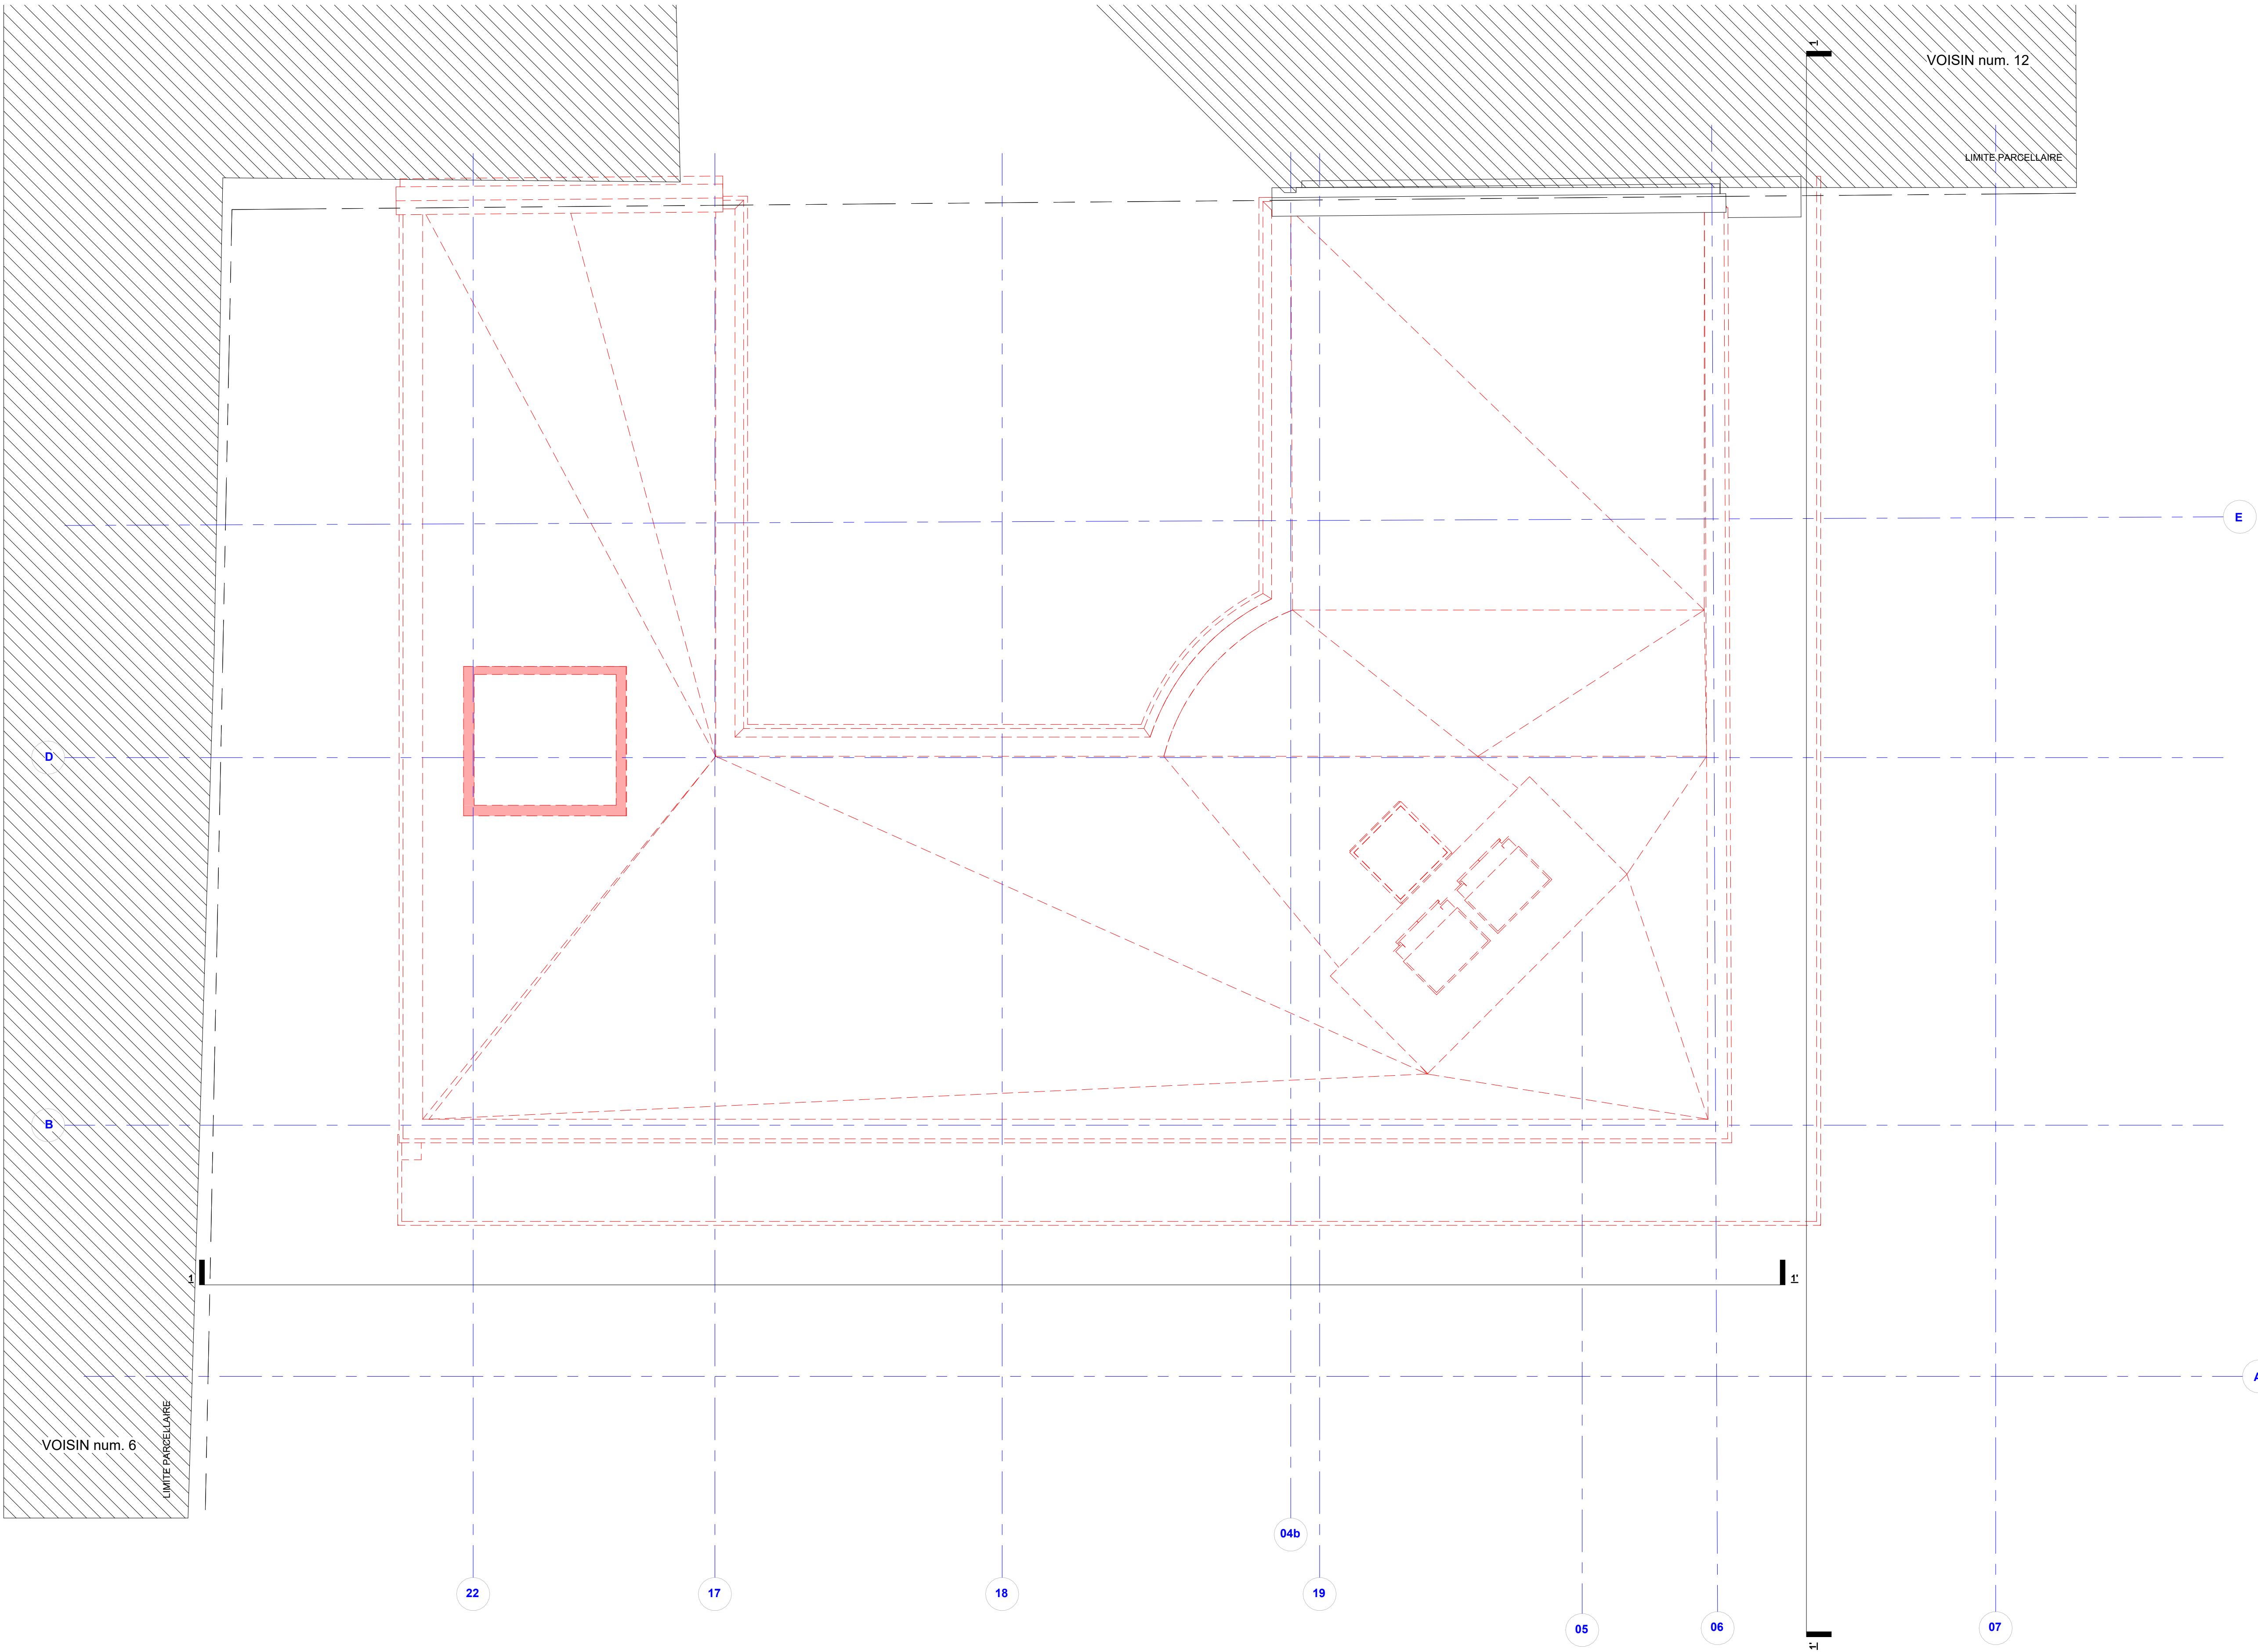 1
VOISIN num. 12
LIMITE PARCELLAIRE
E
D
B
1
1'
A
VOISIN num. 6
LIMITE PARCELLAIRE
04b
22
17
18
19
05
06
07
1'